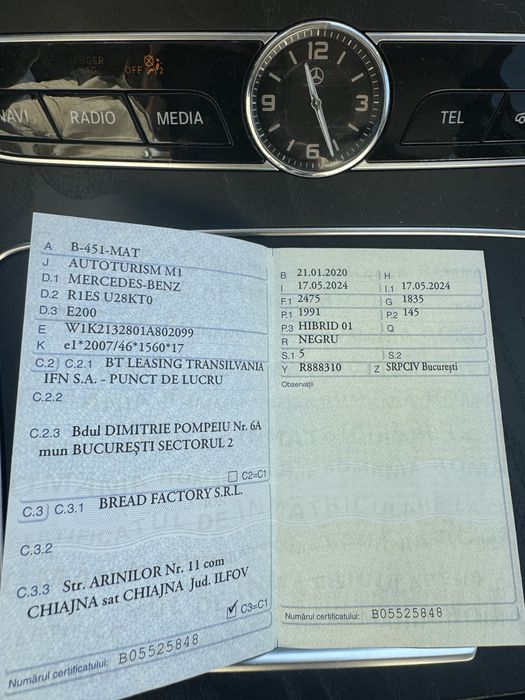 PASSENGER
OFF
2
NAVI
RADIO
MEDIA
12
3
6
9
TEL
A B-451-MAT
J AUTOTURISM M1
D.1 MERCEDES-BENZ
D.2 R1ES U28KT0
D.3 E200
E W1K2132801A802099
K e1*2007/46*1560*17
C.2 C.2.1 BT LEASING TRANSILVANIA
IFN S.A. - PUNCT DE LUCRU
C.2.2
C.2.3 Bdul DIMITRIE POMPEIU Nr. 6A
mun BUCUREȘTI SECTORUL 2
C2=C1
C.3 C.3.1 BREAD FACTORY S.R.L.
C.3.2
C.3.3 Str. ARINILOR Nr. 11 com
CHIAJNA sat CHIAJNA Jud. ILFOV
C3=C1
Numărul certificatului: B05525848
B 21.01.2020 H
I 17.05.2024 I.1 17.05.2024
F.1 2475 G 1835
P.1 1991 P.2 145
P.3 HIBRID 01 Q
R NEGRU
S.1 5 S.2
Y R888310 Z SRPCIV București
Observații
Numărul certificatului: B05525848